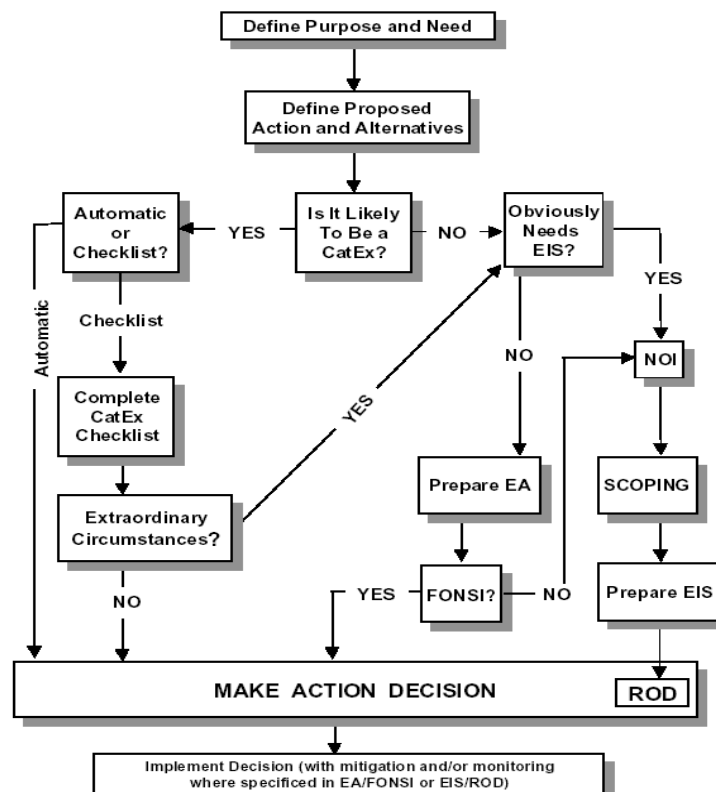 Define Purpose and Need
Define Proposed
Action and Alternatives
Automatic
or
Checklist?
YES
Is It Likely
To Be a
CatEx?
NO
Obviously
Needs
EIS?
YES
Automatic
Checklist
NO
NOI
Complete
CatEx
Checklist
YES
Prepare EA
SCOPING
Extraordinary
Circumstances?
NO
YES
FONSI?
NO
Prepare EIS
MAKE ACTION DECISION
ROD
Implement Decision (with mitigation and/or monitoring
where specificed in EA/FONSI or EIS/ROD)